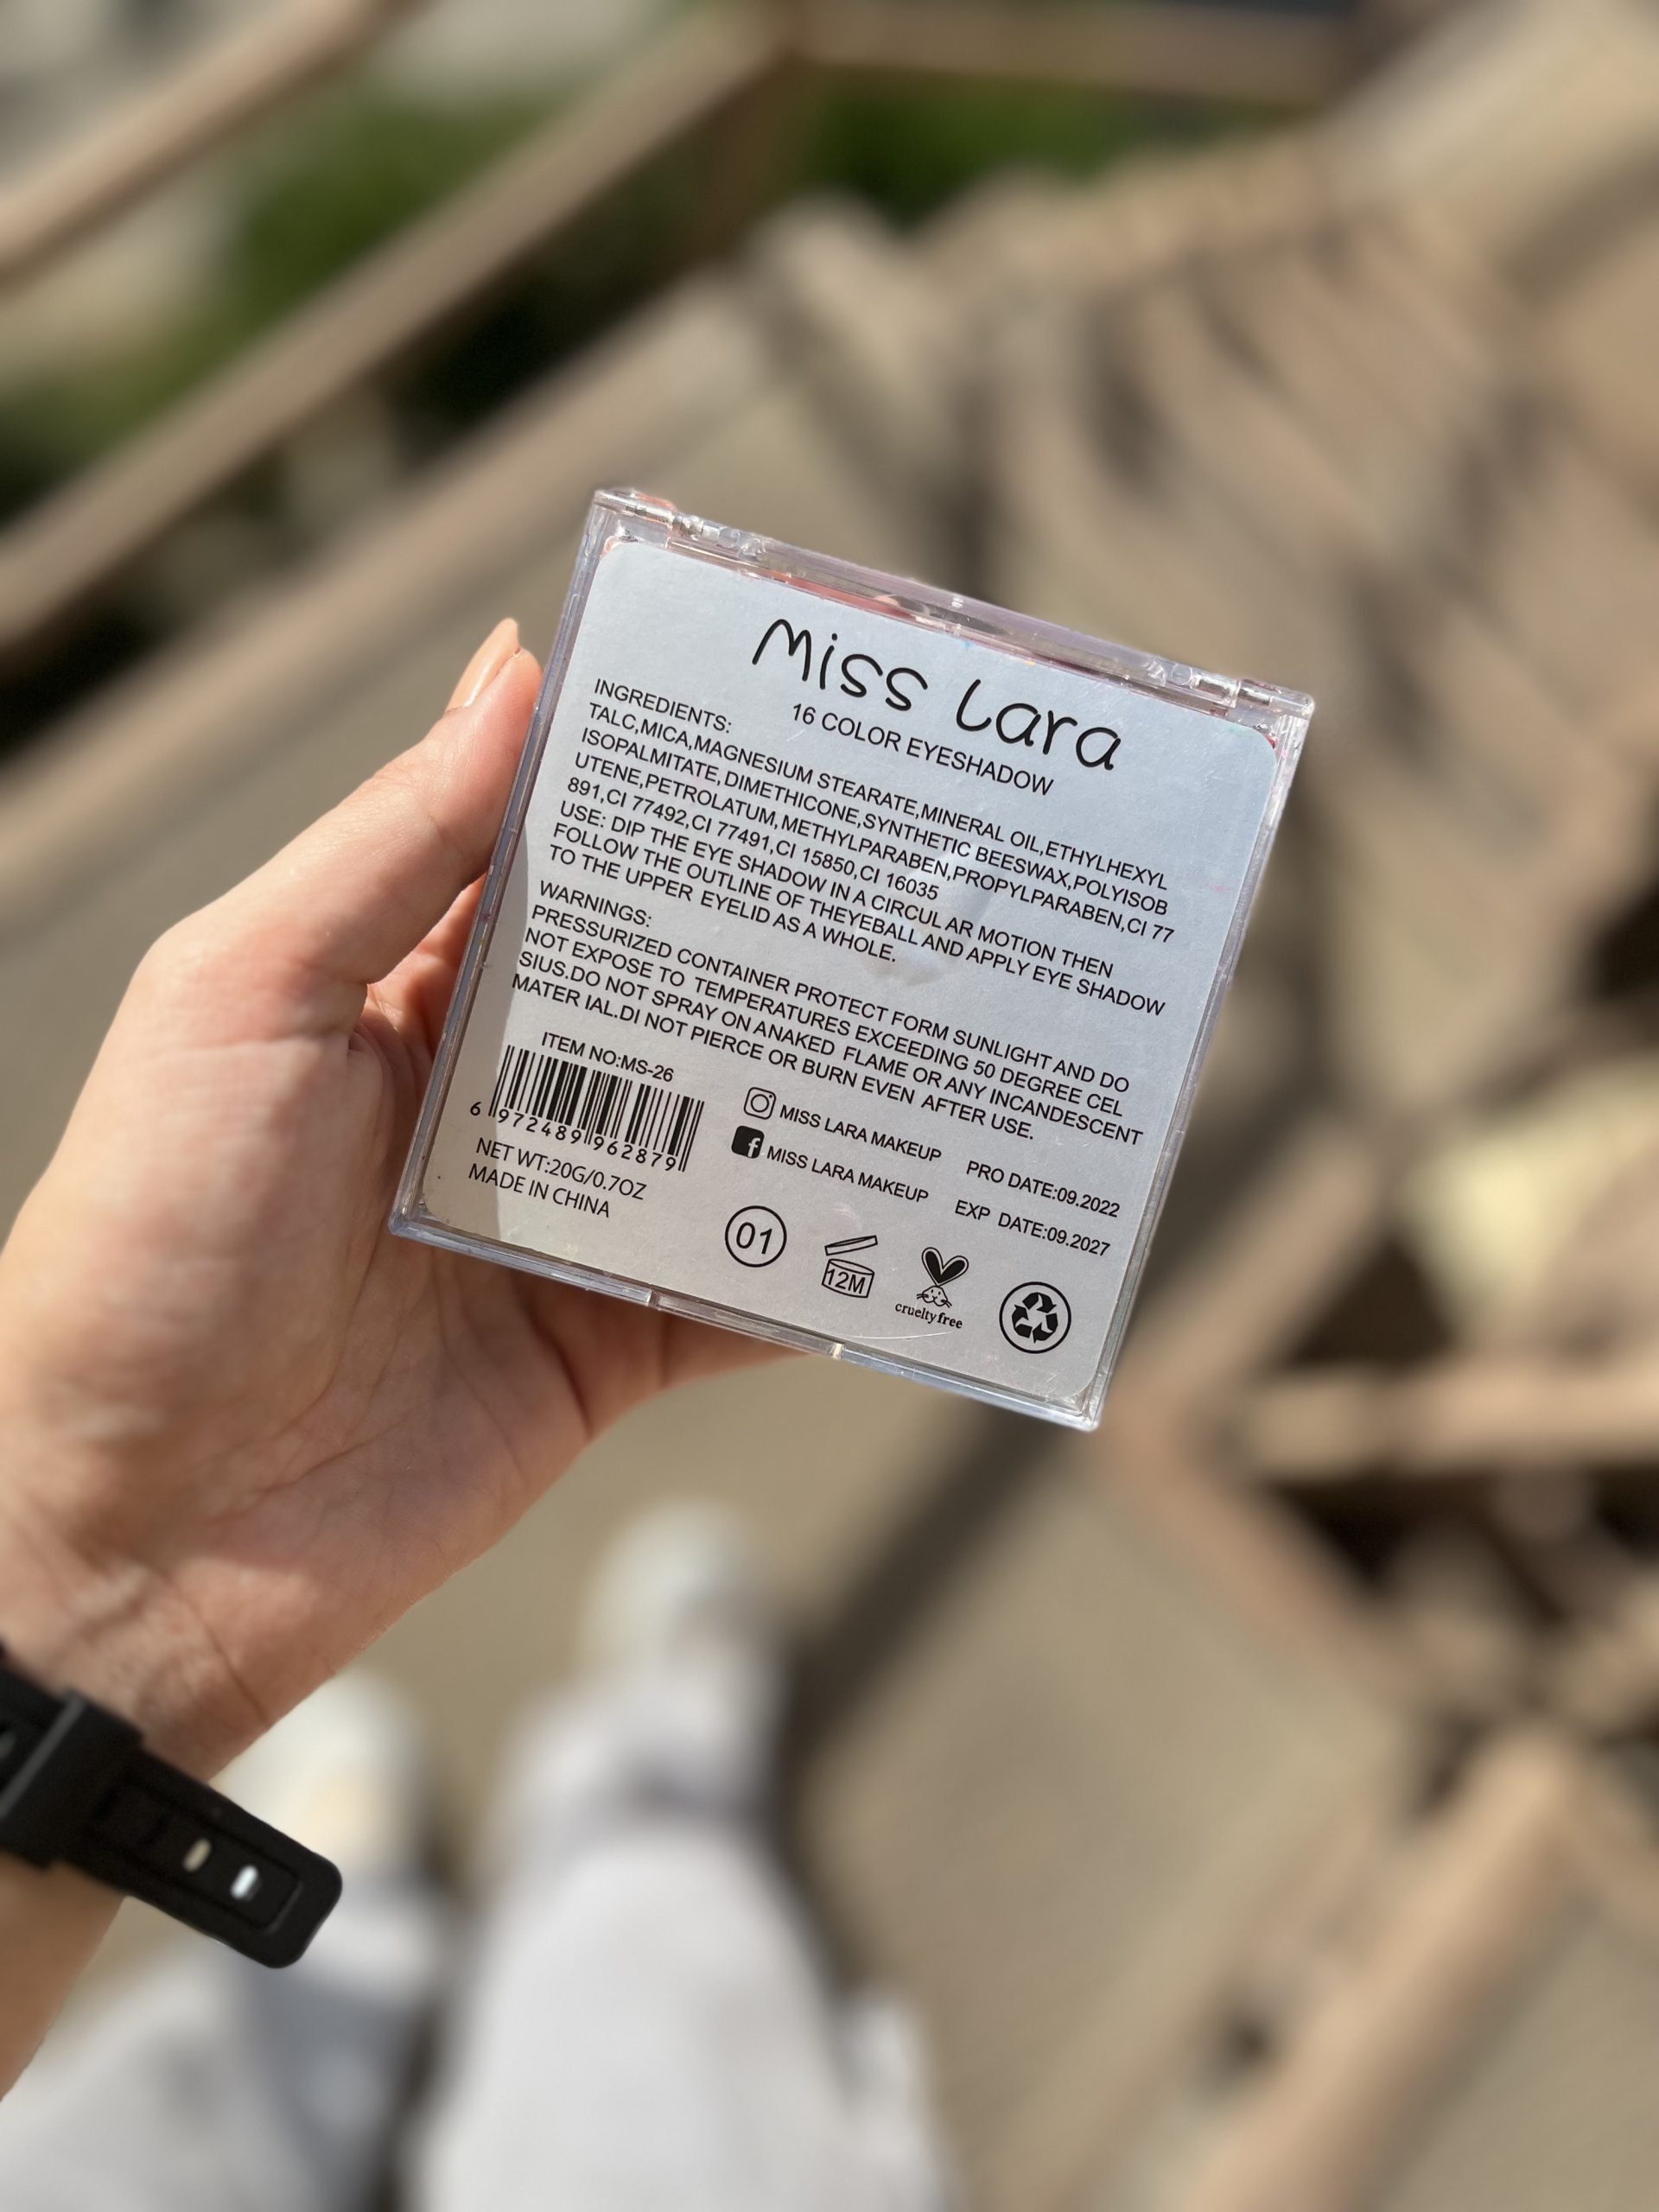 Miss Lara
16 COLOR EYESHADOW
INGREDIENTS:
TALC,MICA,MAGNESIUM STEARATE,MINERAL OIL,ETHYLHEXYL
ISOPALMITATE,DIMETHICONE,SYNTHETIC BEESWAX,POLYISOB
UTENE,PETROLATUM,METHYLPARABEN,PROPYLPARABEN,CI 77
891,CI 77492,CI 77491,CI 15850,CI 16035
USE: DIP THE EYE SHADOW IN A CIRCUL AR MOTION THEN
FOLLOW THE OUTLINE OF THEYEBALL AND APPLY EYE SHADOW
TO THE UPPER EYELID AS A WHOLE.
WARNINGS:
PRESSURIZED CONTAINER PROTECT FORM SUNLIGHT AND DO
NOT EXPOSE TO TEMPERATURES EXCEEDING 50 DEGREE CEL
SIUS.DO NOT SPRAY ON ANAKED FLAME OR ANY INCANDESCENT
MATER IAL.DI NOT PIERCE OR BURN EVEN AFTER USE.
ITEM NO:MS-26
6 972489 962879
NET WT:20G/0.7OZ
MADE IN CHINA
MISS LARA MAKEUP
MISS LARA MAKEUP
PRO DATE:09.2022
EXP DATE:09.2027
01
12M
cruelty free